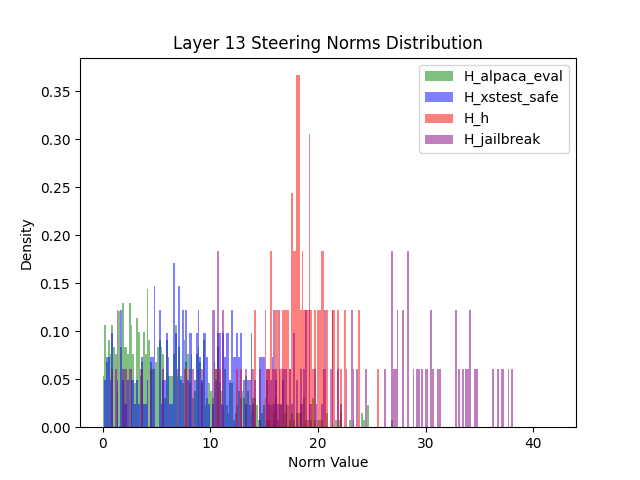 Layer 13 Steering Norms Distribution
H_alpaca_eval
H_xstest_safe
H_h
H_jailbreak
Density
0.35
0.30
0.25
0.20
0.15
0.10
0.05
0.00
0 10 20 30 40
Norm Value